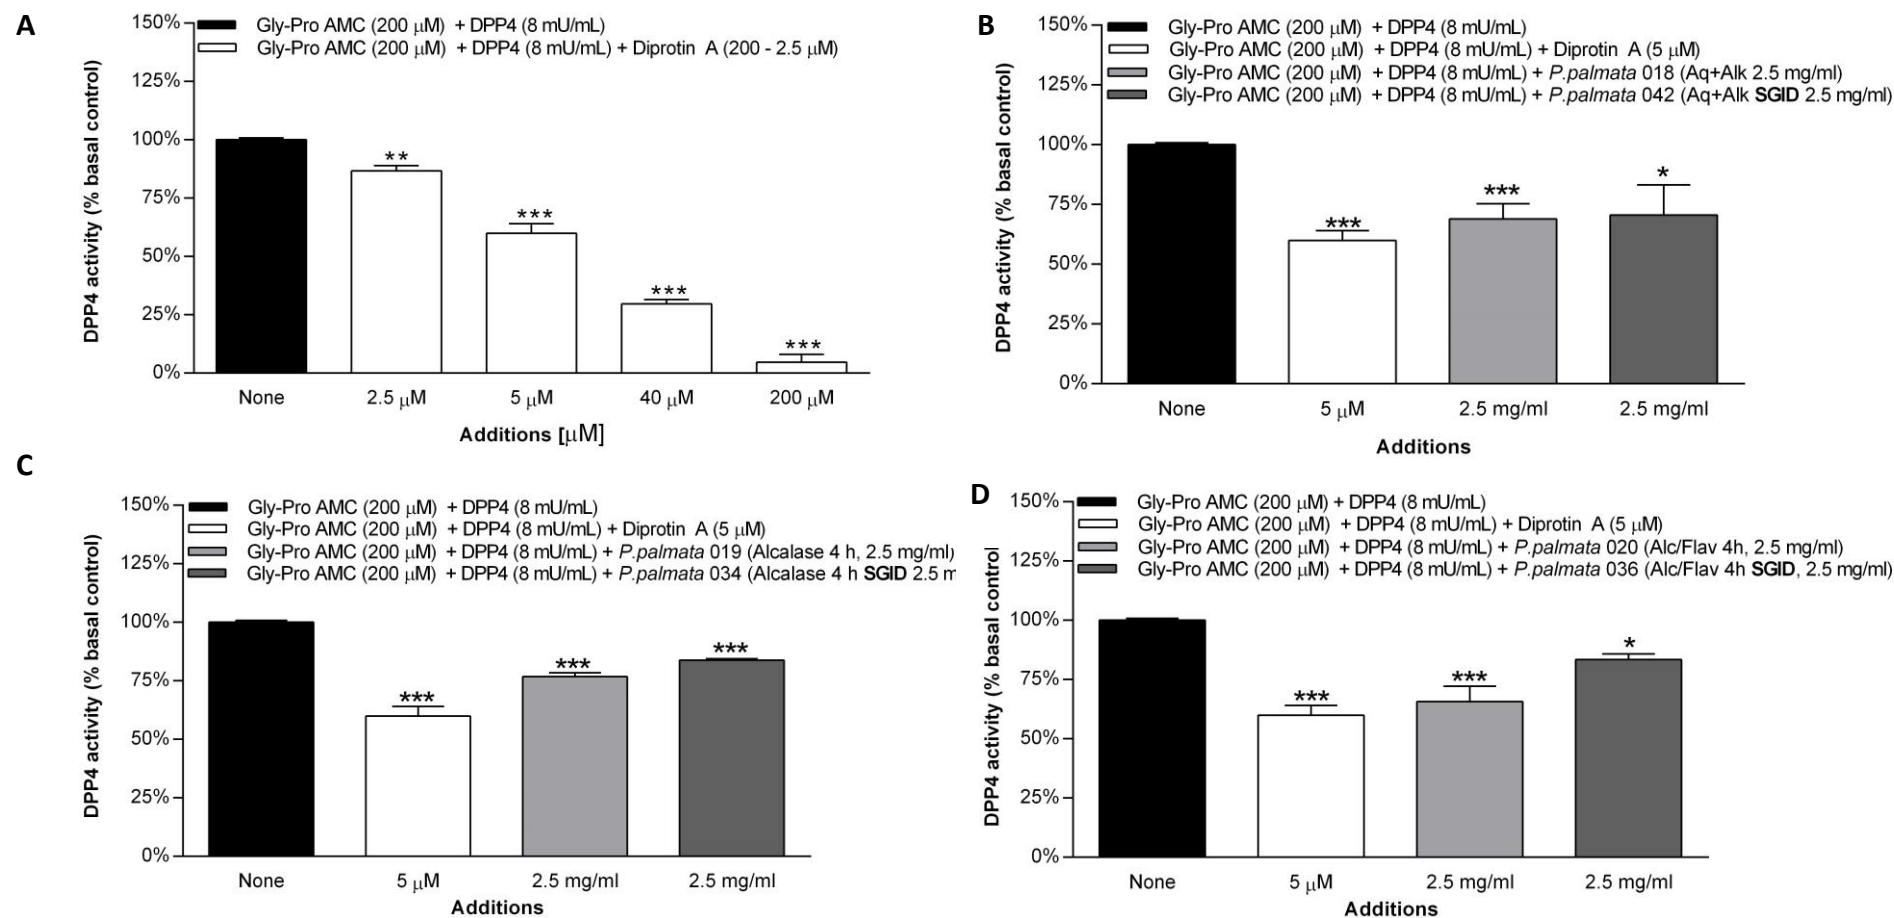 A
Gly-Pro AMC (200 μM) + DPP4 (8 mU/mL)
Gly-Pro AMC (200 μM) + DPP4 (8 mU/mL) + Diprotin A (200 - 2.5 μM)
DPP4 activity (% basal control)
150%
125%
100%
75%
50%
25%
0%
**
***
***
***
None 2.5 μM 5 μM 40 μM 200 μM
Additions [μM]
B
Gly-Pro AMC (200 μM) + DPP4 (8 mU/mL)
Gly-Pro AMC (200 μM) + DPP4 (8 mU/mL) + Diprotin A (5 μM)
Gly-Pro AMC (200 μM) + DPP4 (8 mU/mL) + P.palmata 018 (Aq+Alk 2.5 mg/ml)
Gly-Pro AMC (200 μM) + DPP4 (8 mU/mL) + P.palmata 042 (Aq+Alk SGID 2.5 mg/ml)
DPP4 activity (% basal control)
150%
125%
100%
75%
50%
25%
0%
***
***
*
None 5 μM 2.5 mg/ml 2.5 mg/ml
Additions
C
Gly-Pro AMC (200 μM) + DPP4 (8 mU/mL)
Gly-Pro AMC (200 μM) + DPP4 (8 mU/mL) + Diprotin A (5 μM)
Gly-Pro AMC (200 μM) + DPP4 (8 mU/mL) + P.palmata 019 (Alcalase 4 h, 2.5 mg/ml)
Gly-Pro AMC (200 μM) + DPP4 (8 mU/mL) + P.palmata 034 (Alcalase 4 h SGID 2.5 m
DPP4 activity (% basal control)
150%
125%
100%
75%
50%
25%
0%
***
***
***
None 5 μM 2.5 mg/ml 2.5 mg/ml
Additions
D
Gly-Pro AMC (200 μM) + DPP4 (8 mU/mL)
Gly-Pro AMC (200 μM) + DPP4 (8 mU/mL) + Diprotin A (5 μM)
Gly-Pro AMC (200 μM) + DPP4 (8 mU/mL) + P.palmata 020 (Alc/Flav 4h, 2.5 mg/ml)
Gly-Pro AMC (200 μM) + DPP4 (8 mU/mL) + P.palmata 036 (Alc/Flav 4h SGID, 2.5 mg/ml)
DPP4 activity (% basal control
150%
125%
100%
75%
50%
25%
0%
***
***
*
None 5 μM 2.5 mg/ml 2.5 mg/ml
Additions